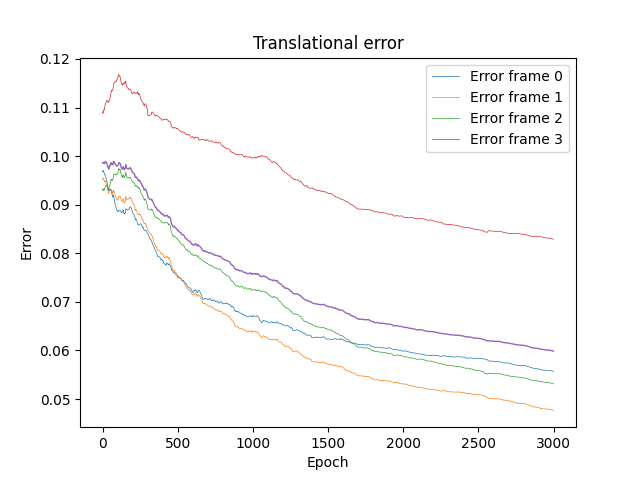 Translational error
0.12
0.11
0.10
0.09
0.08
0.07
0.06
0.05
Error
Error frame 0
Error frame 1
Error frame 2
Error frame 3
0
500
1000
1500
2000
2500
3000
Epoch